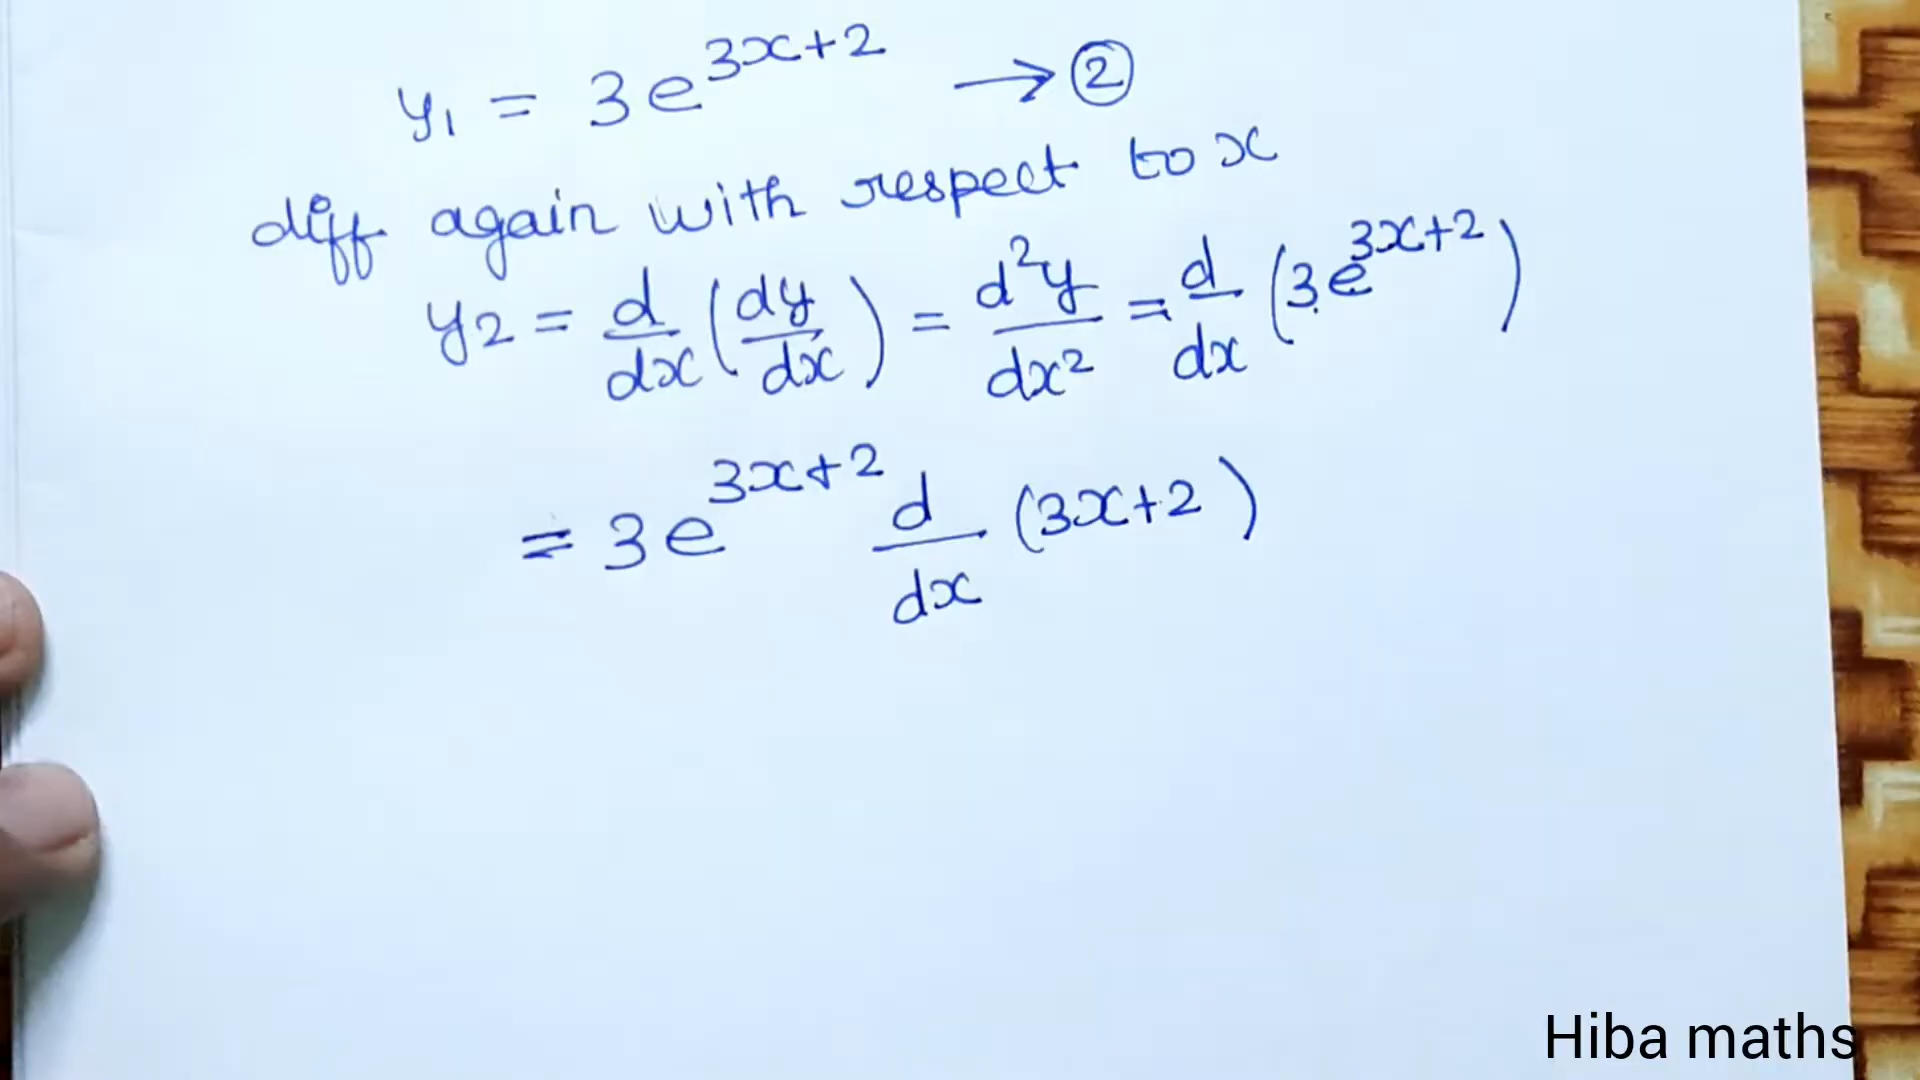 y₁ = 3e^{3x+2} → ②
diff again with respect to x
y₂ = d/dx (dy/dx) = d²y/dx² = d/dx (3e^{3x+2})
= 3e^{3x+2} d/dx (3x+2)
Hiba maths